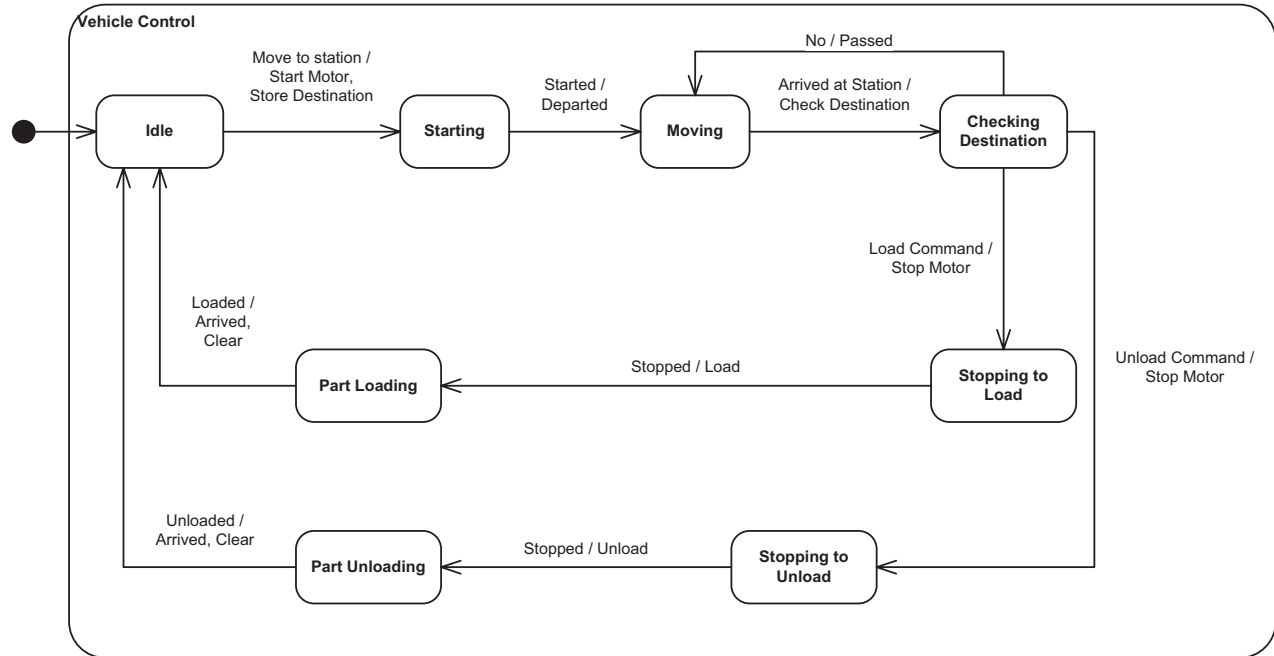 Vehicle Control
No / Passed
Move to station /
Start Motor,
Store Destination
Started /
Departed
Arrived at Station /
Check Destination
Idle
Starting
Moving
Checking
Destination
Load Command /
Stop Motor
Loaded /
Arrived,
Clear
Part Loading
Stopped / Load
Stopping to
Load
Unload Command /
Stop Motor
Unloaded /
Arrived, Clear
Part Unloading
Stopped / Unload
Stopping to
Unload